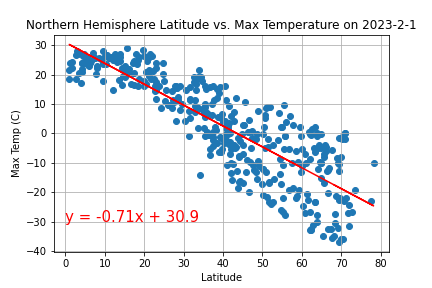 Northern Hemisphere Latitude vs. Max Temperature on 2023-2-1
30
20
10
0
−10
−20
−30
−40
Max Temp (C)
y = -0.71x + 30.9
0 10 20 30 40 50 60 70 80
Latitude